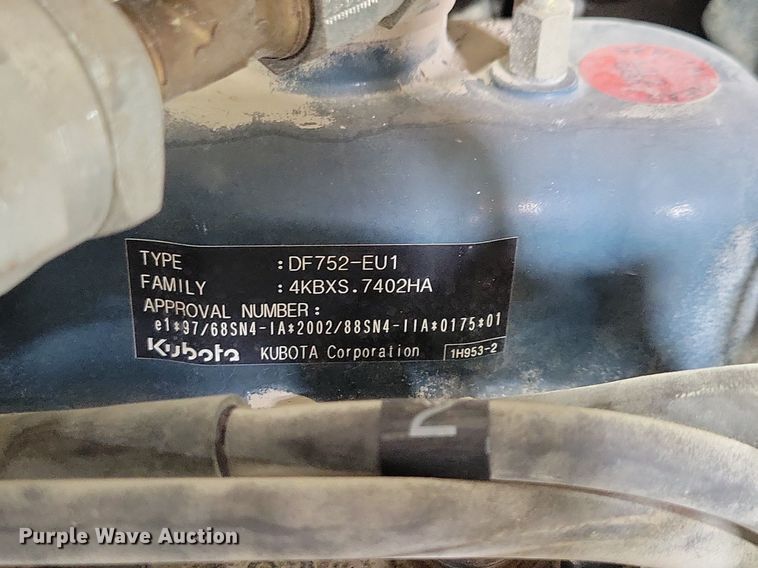 TYPE :DF752-EU1
FAMILY :4KBXS.7402HA
APPROVAL NUMBER:
e1*97/68SN4-IA*2002/88SN4-IIA*0175*01
Kubota KUBOTA Corporation 1H953-2
Purple Wave Auction